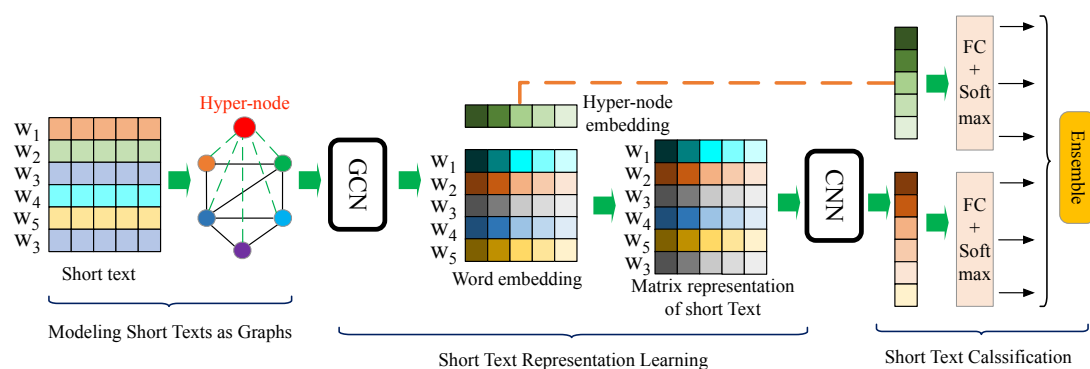 W1
W2
W3
W4
W5
W3
Short text
Hyper-node
Modeling Short Texts as Graphs
GCN
Hyper-node
embedding
W1
W2
W3
W4
W5
Word embedding
W1
W2
W3
W4
W5
W3
Matrix representation
of short Text
CNN
Short Text Representation Learning
FC
+
Soft
max
FC
+
Soft
max
Ensemble
Short Text Calssification